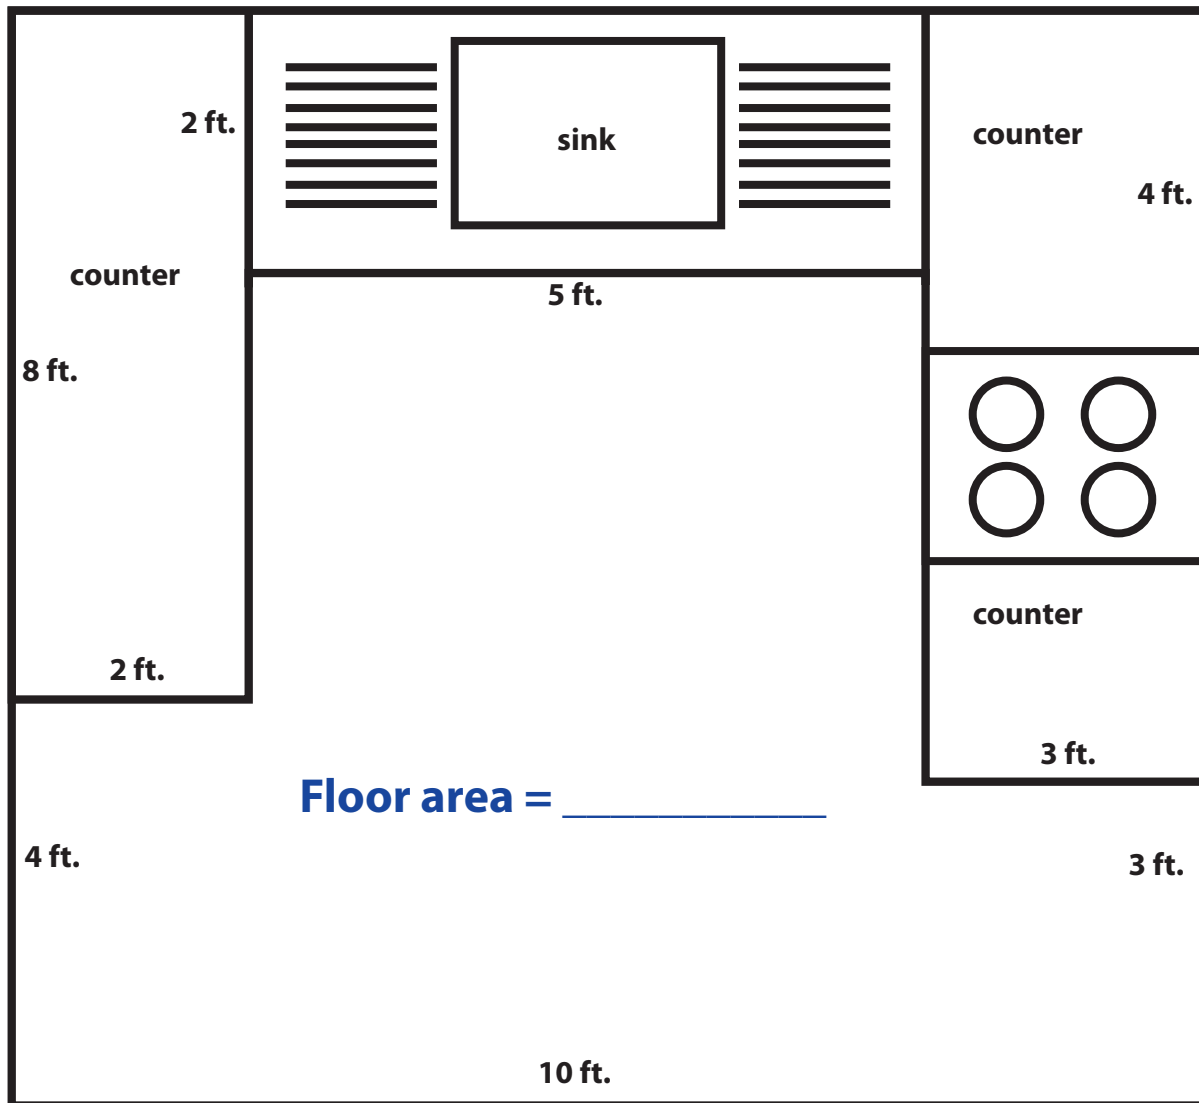 2 ft.
sink
counter
4 ft.
counter
5 ft.
8 ft.
counter
2 ft.
3 ft.
Floor area = ___________
4 ft.
3 ft.
10 ft.